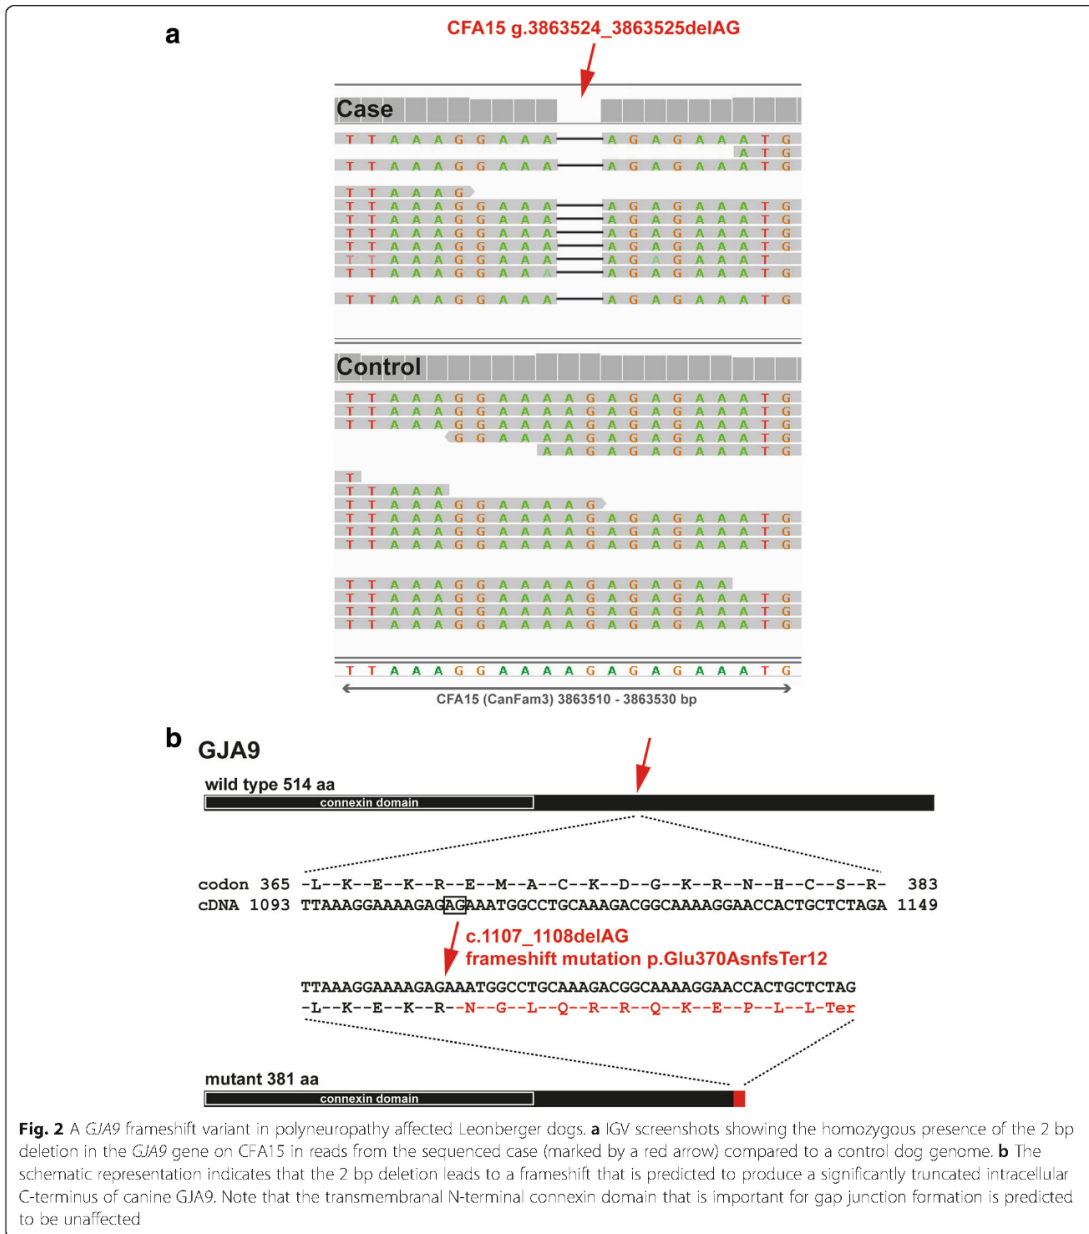 a
CFA15 g.3863524_3863525delAG
Case
T T A A A G G A A A A G A G A A A T G
A T G
T T A A A G G A A A A G A G A A A T G
T T A A A G
T T A A A G G A A A A G A G A A A T G
T T A A A G G A A A A G A G A A A T G
T T A A A G G A A A A G A G A A A T G
T T A A A G G A A A A G A G A A A T G
T T A A A G G A A A A G A G A A A T
T T A A A G G A A A A G A G A A A T G
T T A A A G G A A A A G A G A A A T G
Control
T T A A A G G A A A A G A G A G A A A T G
T T A A A G G A A A A G A G A G A A A T G
T T A A A G G A A A A G A G A G A A A T G
G G A A A A G A G A G A A A T G
A A G A G A G A A A T G
T
T T A A A
T T A A A G G A A A A G
T T A A A G G A A A A G A G A G A A A T G
T T A A A G G A A A A G A G A G A A A T G
T T A A A G G A A A A G A G A G A A A T G
T T A A A G G A A A A G A G A G A A
T T A A A G G A A A A G A G A G A A A T G
T T A A A G G A A A A G A G A G A A A T G
T T A A A G G A A A A G A G A G A A A T G
T T A A A G G A A A A G A G A G A A A T G
CFA15 (CanFam3) 3863510 - 3863530 bp
b
GJA9
wild type 514 aa
connexin domain
codon 365 -L--K--E--K--R--E--M--A--C--K--D--G--K--R--N--H--C--S--R- 383
cDNA 1093 TTAAAGGAAAAGAGAGAAATGGCCTGCAAAGACGGCAAAAGGAACCACTGCTCTAGA 1149
c.1107_1108delAG
frameshift mutation p.Glu370AsnfsTer12
TTAAAGGAAAAGAGAAATGGCCTGCAAAGACGGCAAAAGGAACCACTGCTCTAG
-L--K--E--K--R--N--G--L--Q--R--R--Q--K--E--P--L--L-Ter
mutant 381 aa
connexin domain
Fig. 2 A GJA9 frameshift variant in polyneuropathy affected Leonberger dogs. a IGV screenshots showing the homozygous presence of the 2 bp
deletion in the GJA9 gene on CFA15 in reads from the sequenced case (marked by a red arrow) compared to a control dog genome. b The
schematic representation indicates that the 2 bp deletion leads to a frameshift that is predicted to produce a significantly truncated intracellular
C-terminus of canine GJA9. Note that the transmembranal N-terminal connexin domain that is important for gap junction formation is predicted
to be unaffected